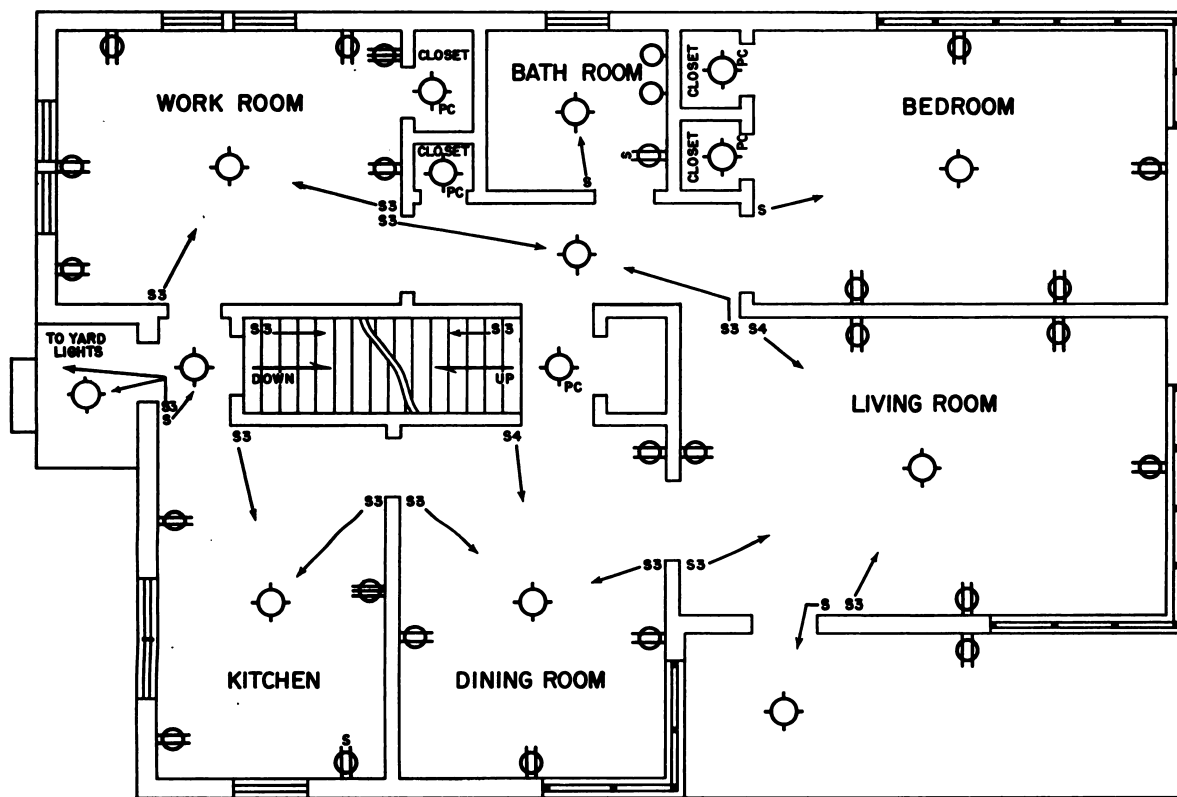 CLOSET
BATH ROOM
CLOSET
PC
WORK ROOM
PC
BEDROOM
CLOSET
PC
S
CLOSET
PC
S
S3
S3
S
S3
S3 S4
TO YARD
LIGHTS
S3
S3
DOWN
UP
PC
S3
S
LIVING ROOM
S3
S4
S3
S3
S3
S3
S
S3
KITCHEN
DINING ROOM
S